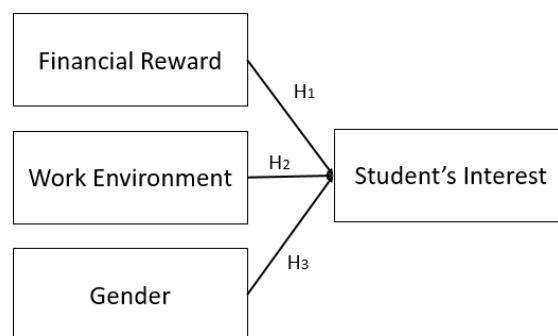 Financial Reward
H1
Work Environment
H2
Student’s Interest
H3
Gender